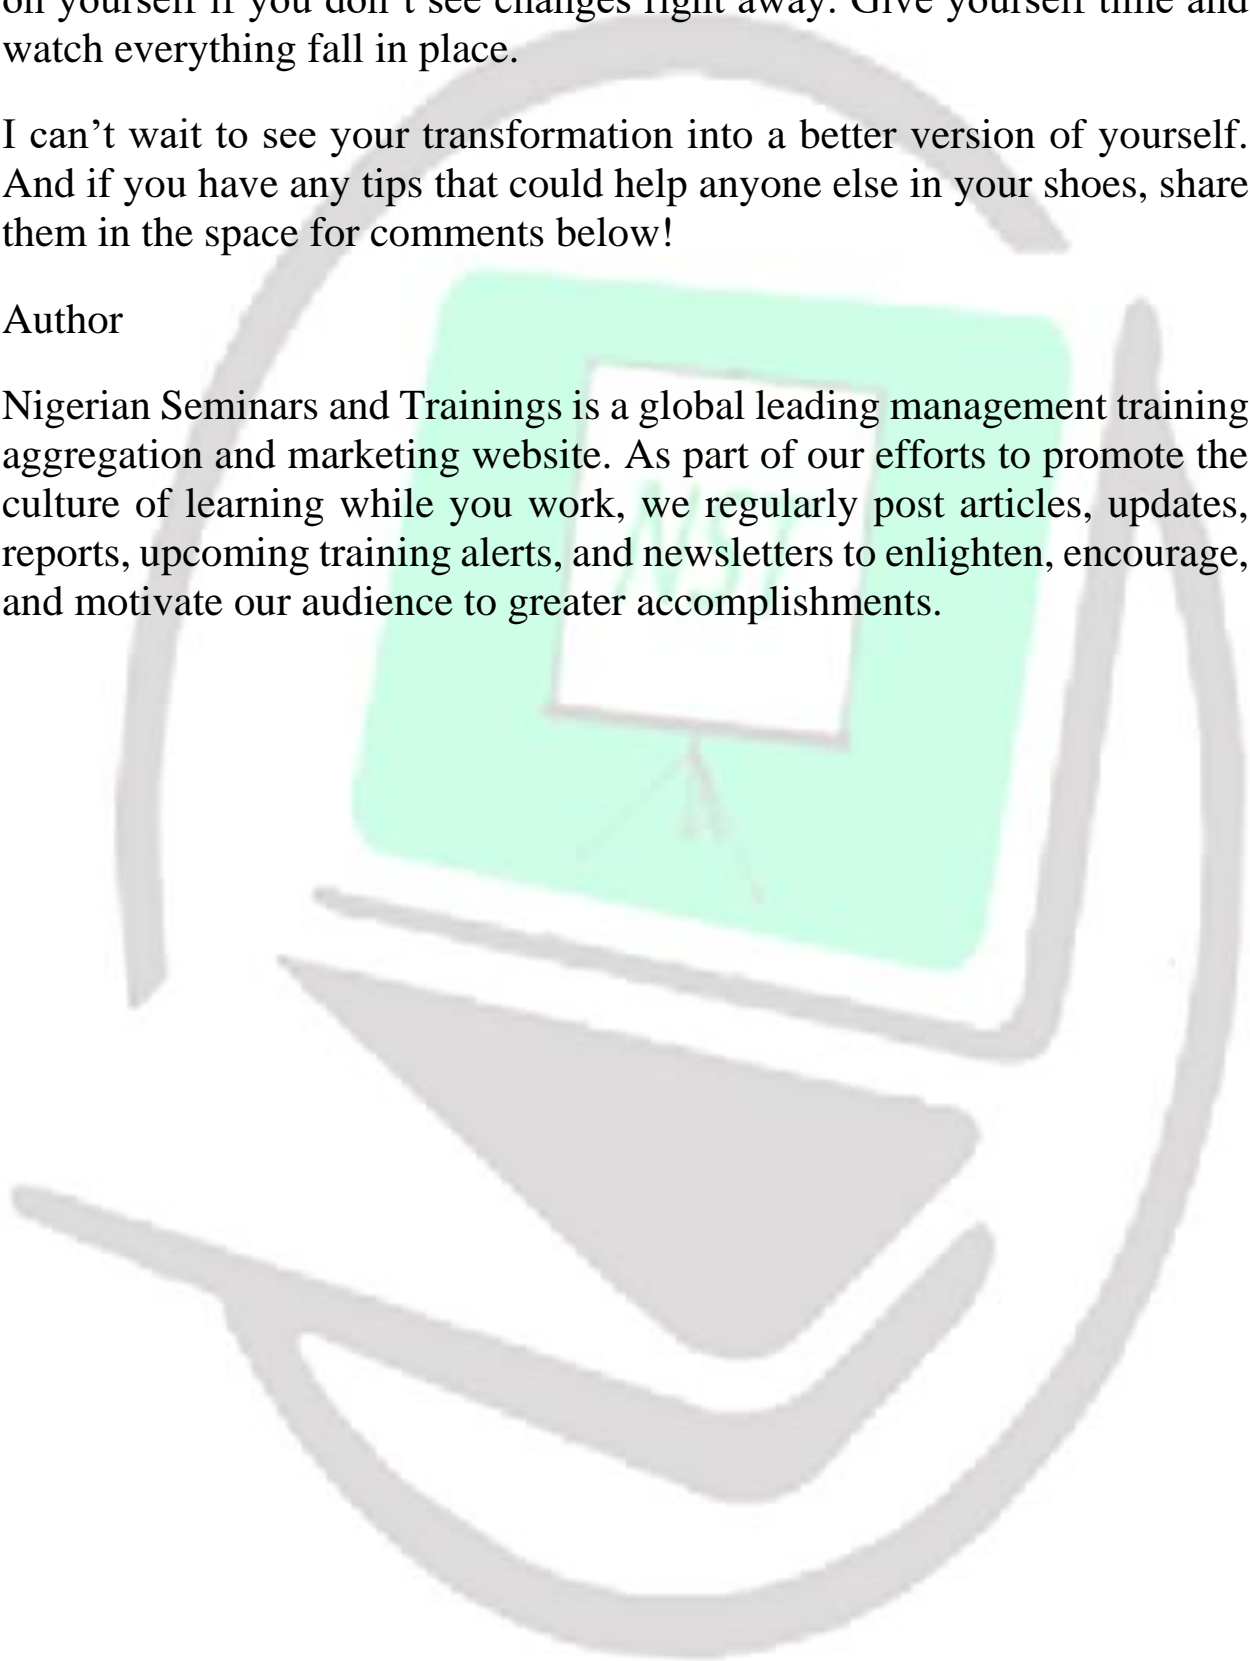 on yourself if you don’t see changes right away. Give yourself time and
watch everything fall in place.
I can’t wait to see your transformation into a better version of yourself.
And if you have any tips that could help anyone else in your shoes, share
them in the space for comments below!
Author
Nigerian Seminars and Trainings is a global leading management training
aggregation and marketing website. As part of our efforts to promote the
culture of learning while you work, we regularly post articles, updates,
reports, upcoming training alerts, and newsletters to enlighten, encourage,
and motivate our audience to greater accomplishments.
NST